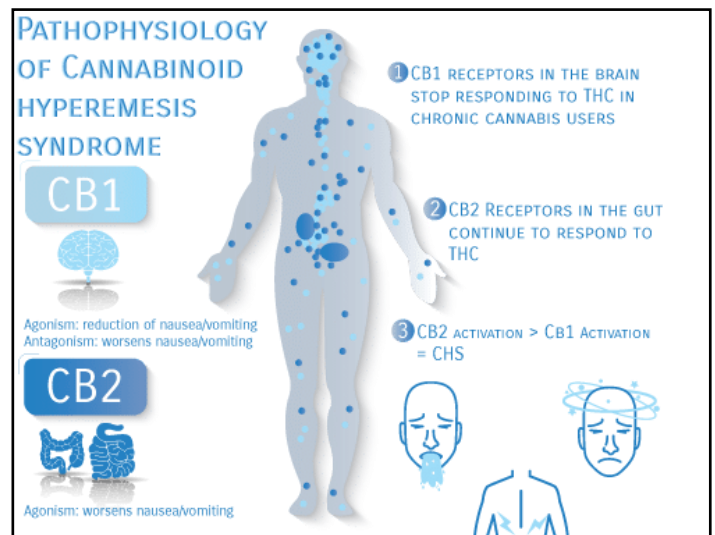 PATHOPHYSIOLOGY
OF CANNABINOID
HYPEREMESIS
SYNDROME
CB1
Agonism: reduction of nausea/vomiting
Antagonism: worsens nausea/vomiting
CB2
Agonism: worsens nausea/vomiting
1 CB1 RECEPTORS IN THE BRAIN
STOP RESPONDING TO THC IN
CHRONIC CANNABIS USERS
2 CB2 RECEPTORS IN THE GUT
CONTINUE TO RESPOND TO
THC
3 CB2 ACTIVATION > CB1 ACTIVATION
= CHS